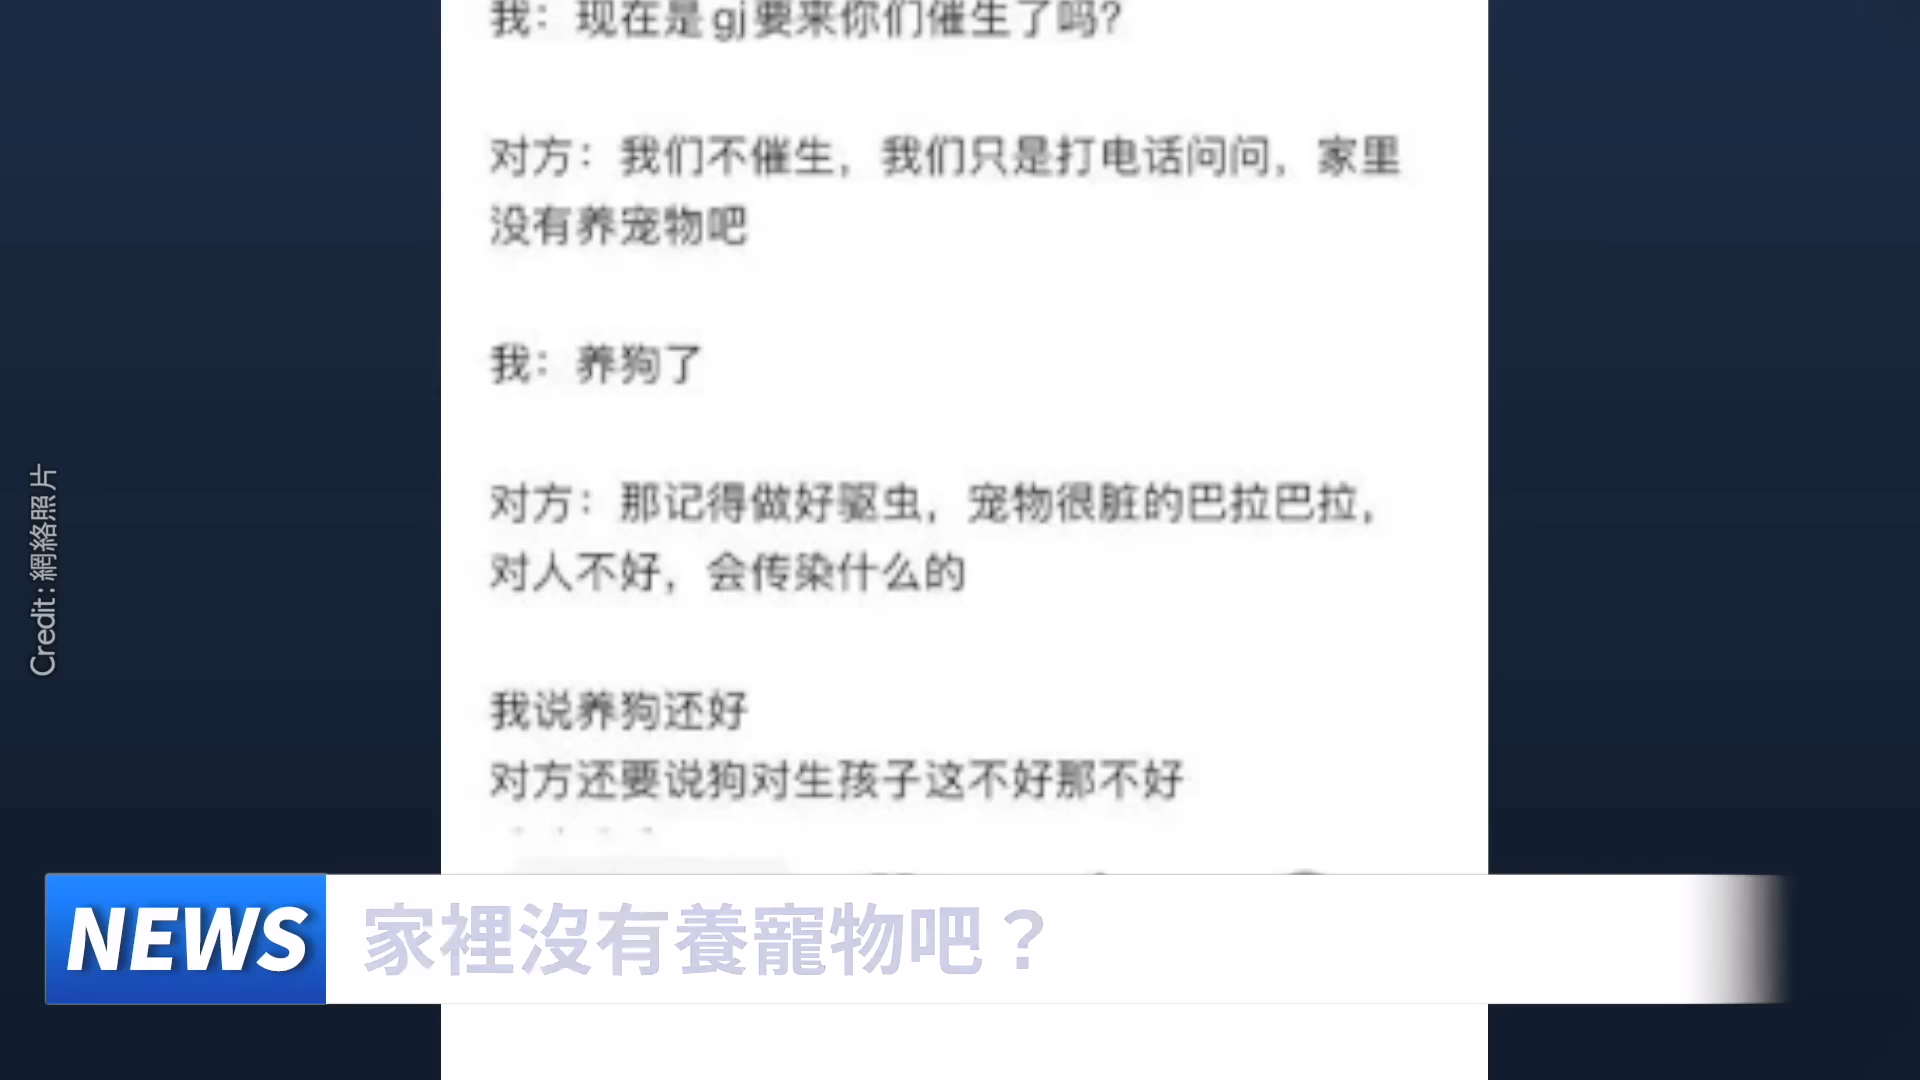 我：现在是gj要来你们催生了吗？
对方：我们不催生，我们只是打电话问问，家里
没有养宠物吧
我：养狗了
对方：那记得做好驱虫，宠物很脏的巴拉巴拉，
对人不好，会传染什么的
我说养狗还好
对方还要说狗对生孩子这不好那不好
Credit:網絡照片
NEWS 家裡沒有養寵物吧？